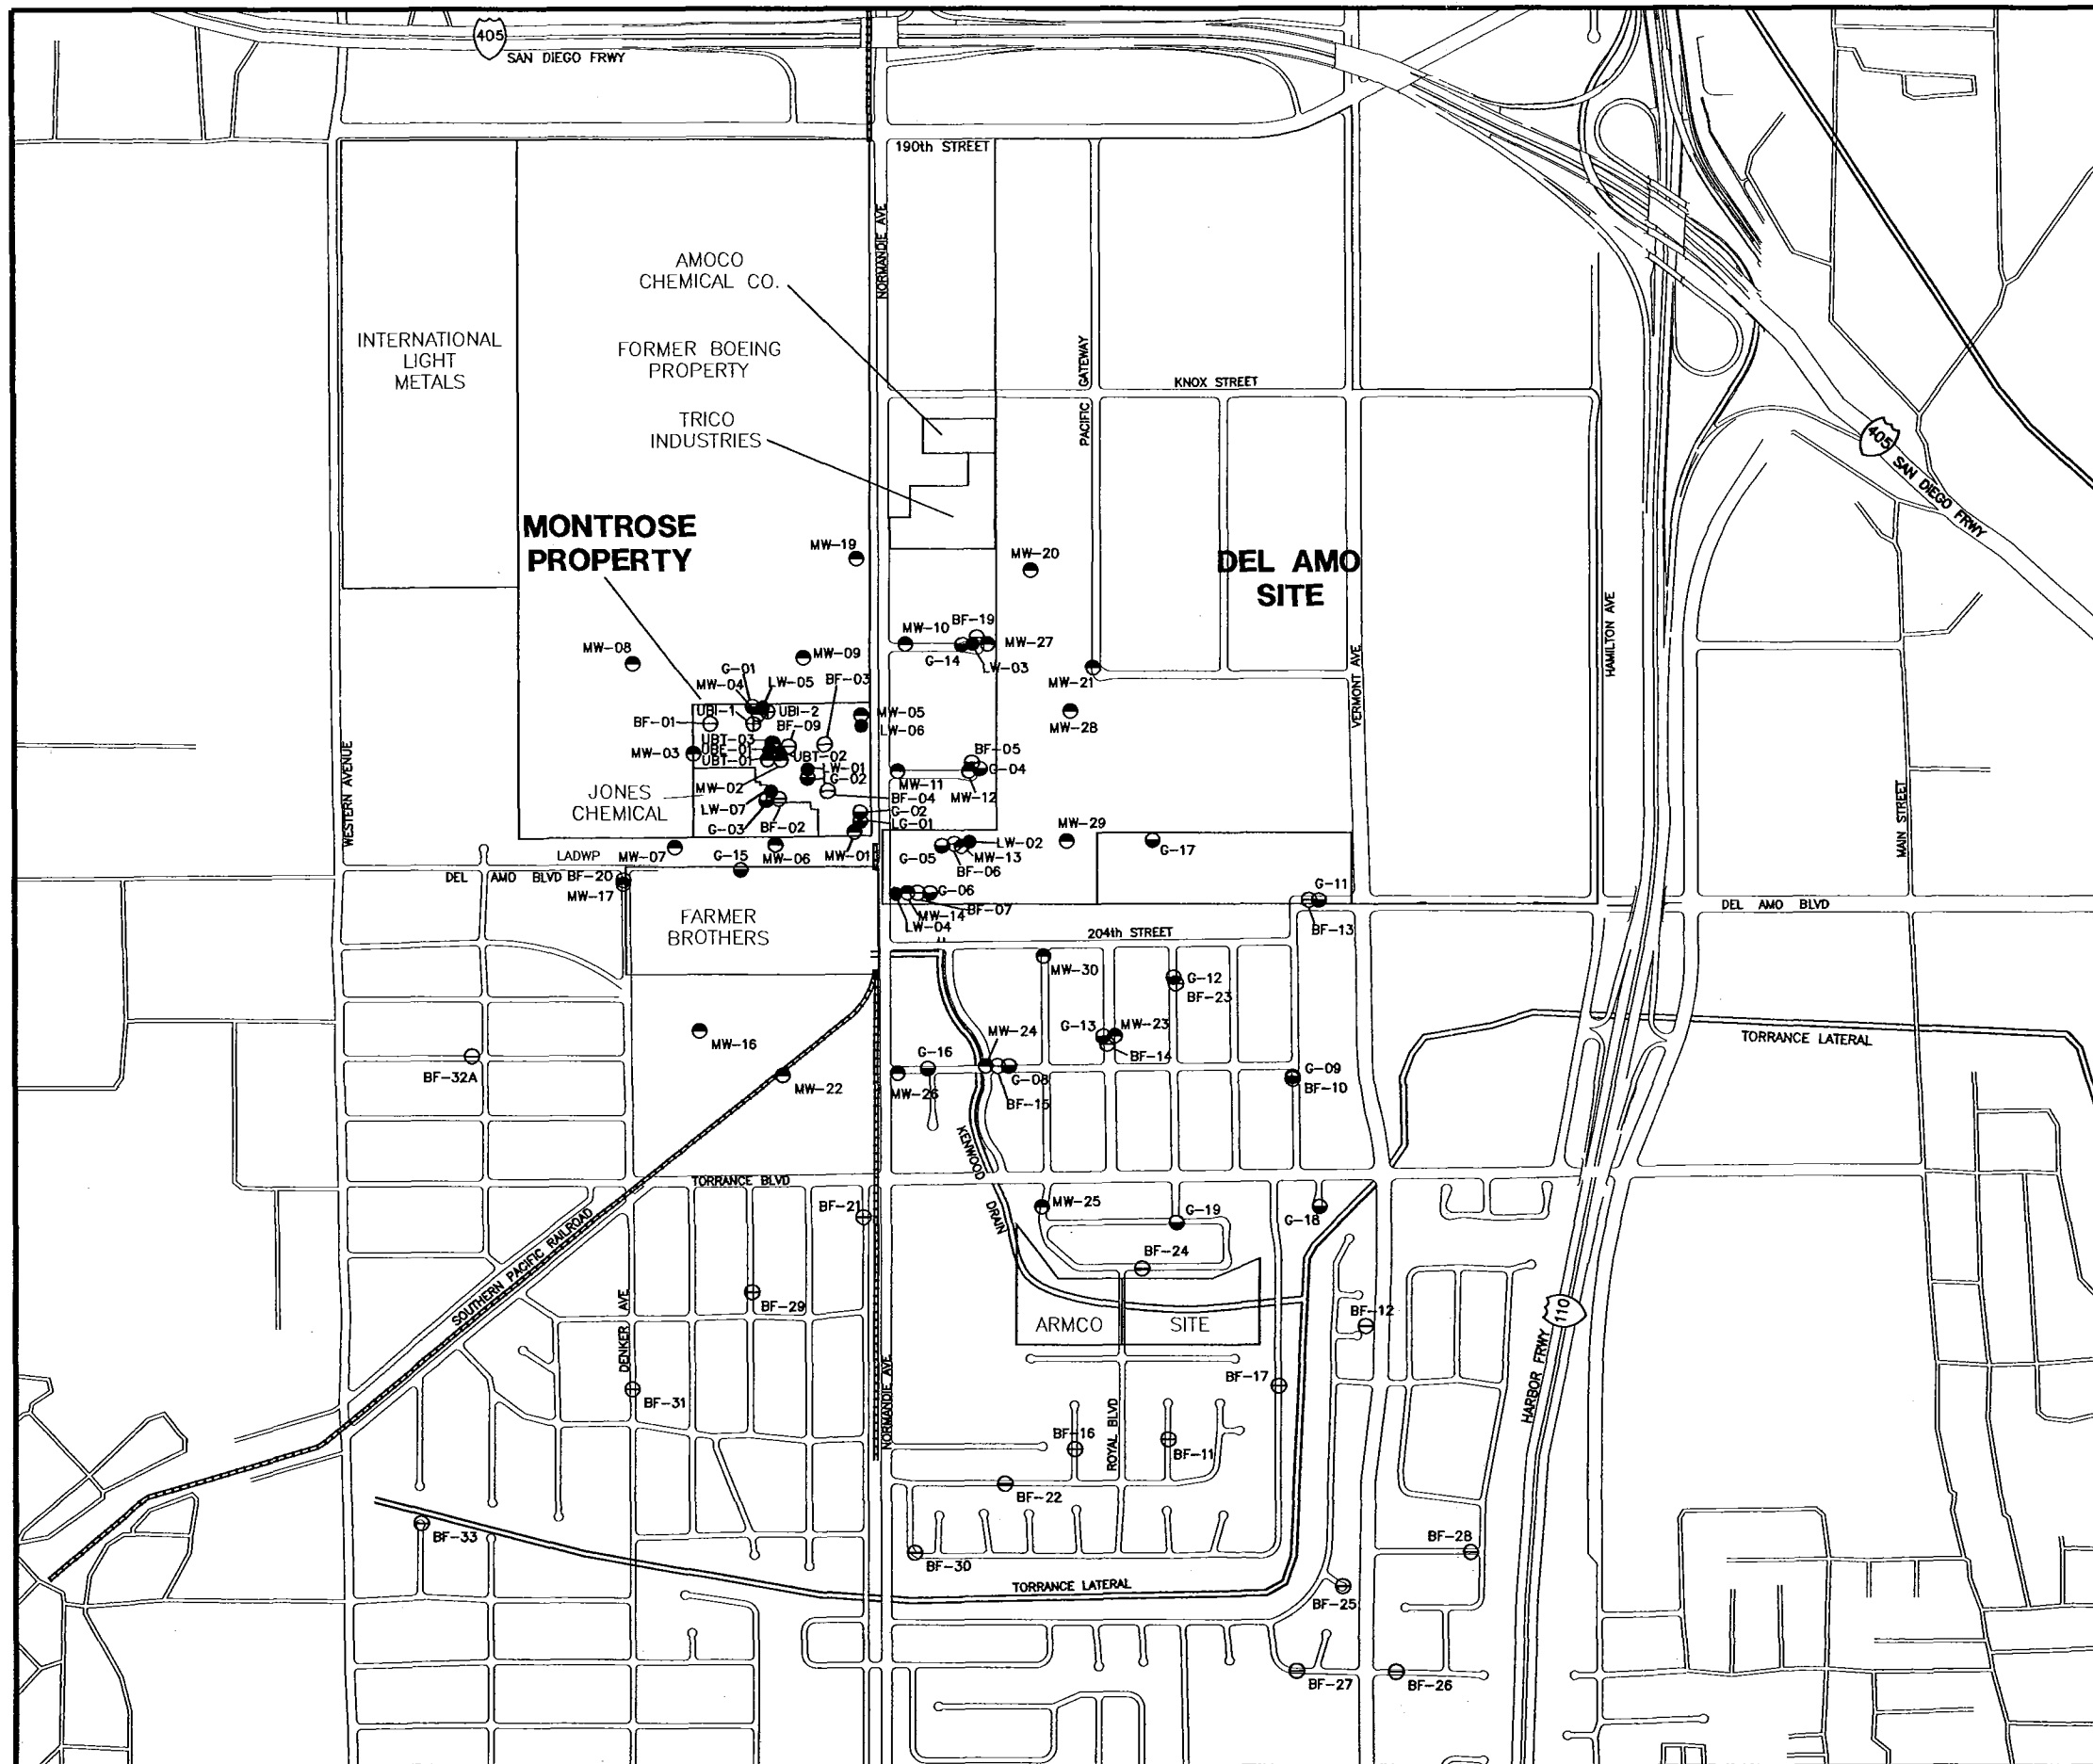 405
SAN DIEGO FRWY
190th STREET
NORMANDIE AVE
AMOCO
CHEMICAL CO.
INTERNATIONAL
LIGHT
METALS
FORMER BOEING
PROPERTY
PACIFIC GATEWAY
KNOX STREET
TRICO
INDUSTRIES
405
SAN DIEGO FRWY
MONTROSE
PROPERTY
MW-19
MW-20
DEL AMO
SITE
HAMILTON AVE
MW-10
BF-19
MW-27
G-14
LW-03
MW-08
MW-09
G-01
MW-04
LW-05
BF-03
MW-21
VERMONT AVE
UBI-1
UBI-2
MW-05
MW-28
BF-01
BF-09
LW-06
UBT-03
MW-03
UBE-01
UBT-02
UBT-01
BF-05
LW-01
G-04
G-02
MW-11
MW-02
BF-04
MW-12
WESTERN AVENUE
JONES
CHEMICAL
LW-07
G-02
G-03
BF-02
LG-01
MW-29
MAIN STREET
LADWP
MW-07
G-15
MW-06
MW-01
G-05
LW-02
MW-13
G-17
BF-06
DEL AMO BLVD
BF-20
MW-17
G-11
G-06
BF-07
MW-14
LW-04
BF-13
DEL AMO BLVD
FARMER
BROTHERS
204th STREET
MW-30
G-12
BF-23
MW-24
G-13
MW-23
MW-16
BF-14
TORRANCE LATERAL
G-16
BF-32A
MW-22
G-08
G-09
BF-10
MW-26
BF-15
KENWOOD DRAIN
TORRANCE BLVD
BF-21
MW-25
G-19
G-18
SOUTHERN PACIFIC RAILROAD
BF-24
DENKER AVE
BF-29
BF-12
110
ARMCO SITE
HARBOR FRWY
NORMANDIE AVE
BF-17
BF-31
ROYAL BLVD
BF-16
BF-11
BF-22
BF-33
BF-28
BF-30
TORRANCE LATERAL
BF-25
BF-27
BF-26